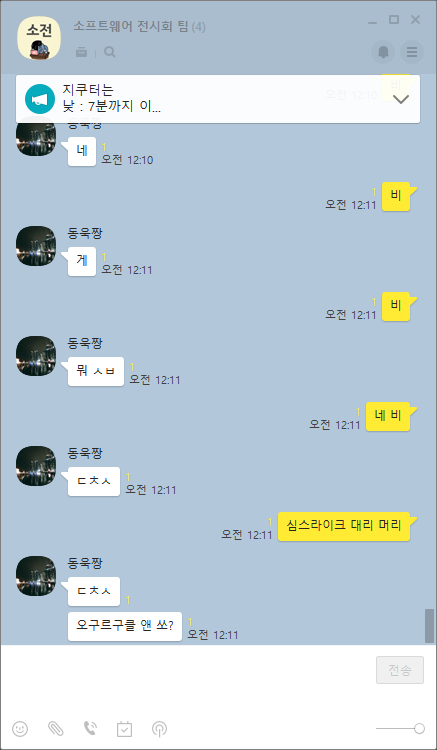 소전
소프트웨어 전시회 팀 (4)
지쿠터는
낮 : 7분까지 이...
비
오전 12:10
동욱짱
네
1
오전 12:10
1
오전 12:11
비
동욱짱
게
1
오전 12:11
1
오전 12:11
비
동욱짱
뭐 ㅅㅂ
1
오전 12:11
1
오전 12:11
네 비
동욱짱
ㄷㅊㅅ
1
오전 12:11
1
오전 12:11
심스라이크 대리 머리
동욱짱
ㄷㅊㅅ
1
오구르구를 앤 쏘?
1
오전 12:11
전송